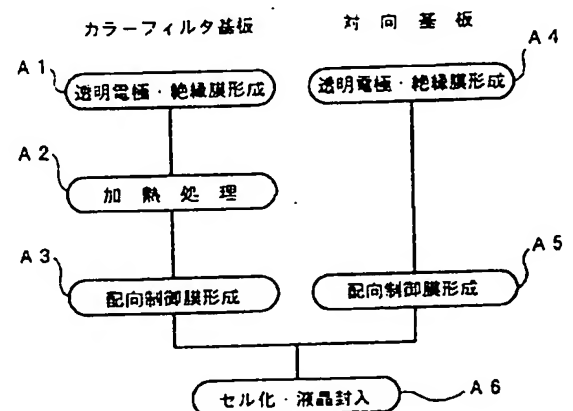 カラーフィルタ基板
対向基板
A1
透明電極・絶縁膜形成
A4
透明電極・絶縁膜形成
A2
加熱処理
A3
配向制御膜形成
A5
配向制御膜形成
A6
セル化・液晶封入